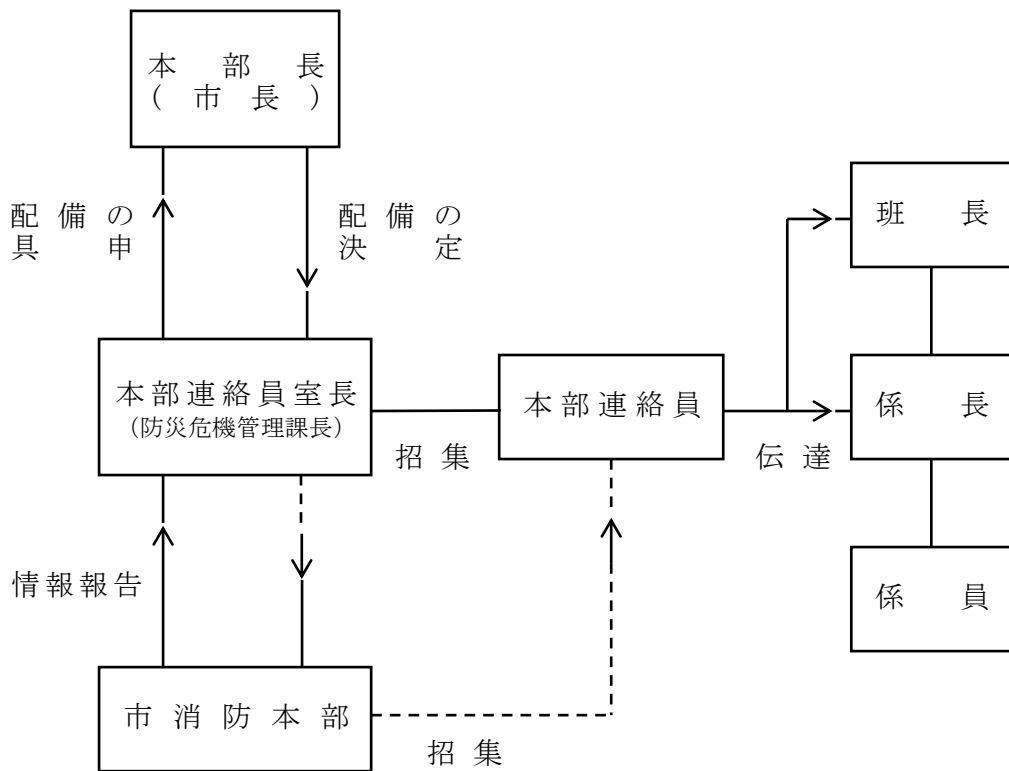 本部長
(市長)
配備の
具申
配備の
決定
班長
本部連絡員室長
(防災危機管理課長)
招集
本部連絡員
伝達
係長
情報報告
係員
市消防本部
招集